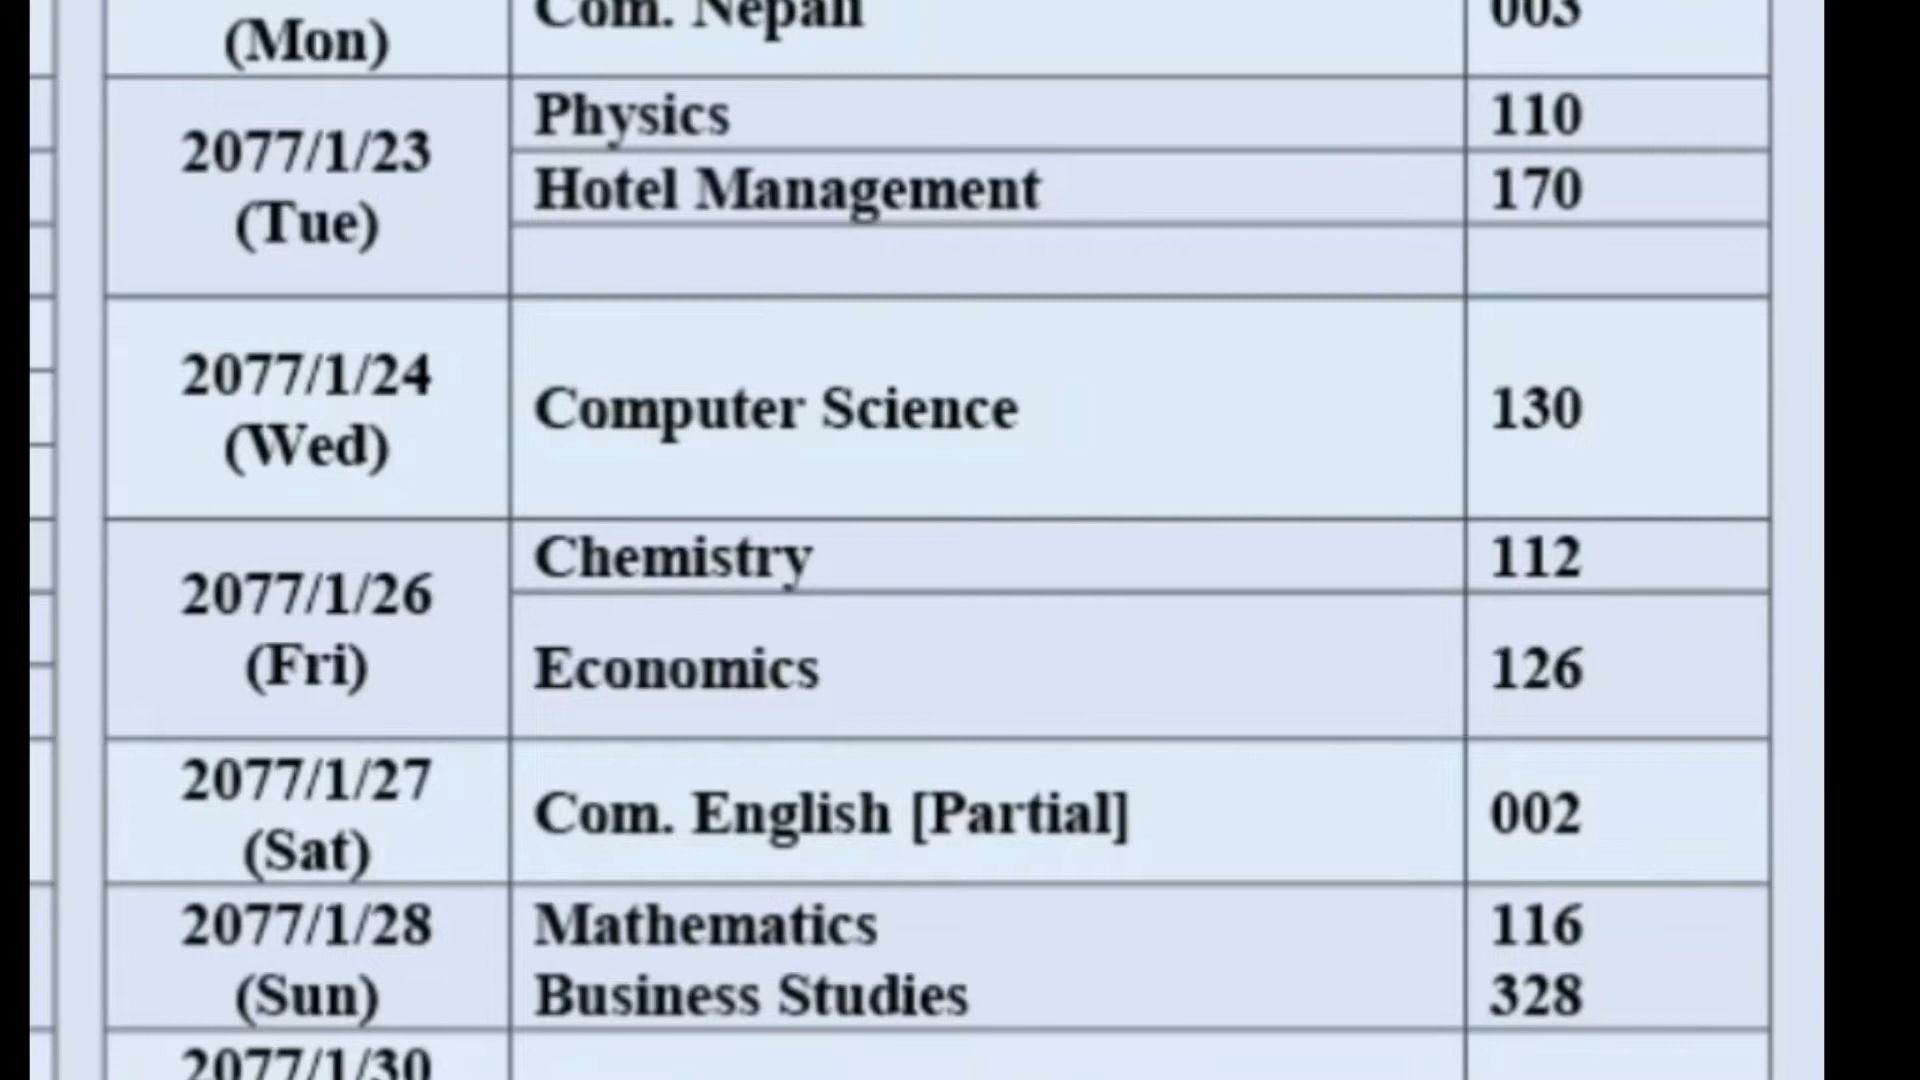 (Mon)
Com. Nepali
003
2077/1/23
(Tue)
Physics
110
Hotel Management
170
2077/1/24
(Wed)
Computer Science
130
2077/1/26
(Fri)
Chemistry
112
Economics
126
2077/1/27
(Sat)
Com. English [Partial]
002
2077/1/28
(Sun)
Mathematics
116
Business Studies
328
2077/1/30